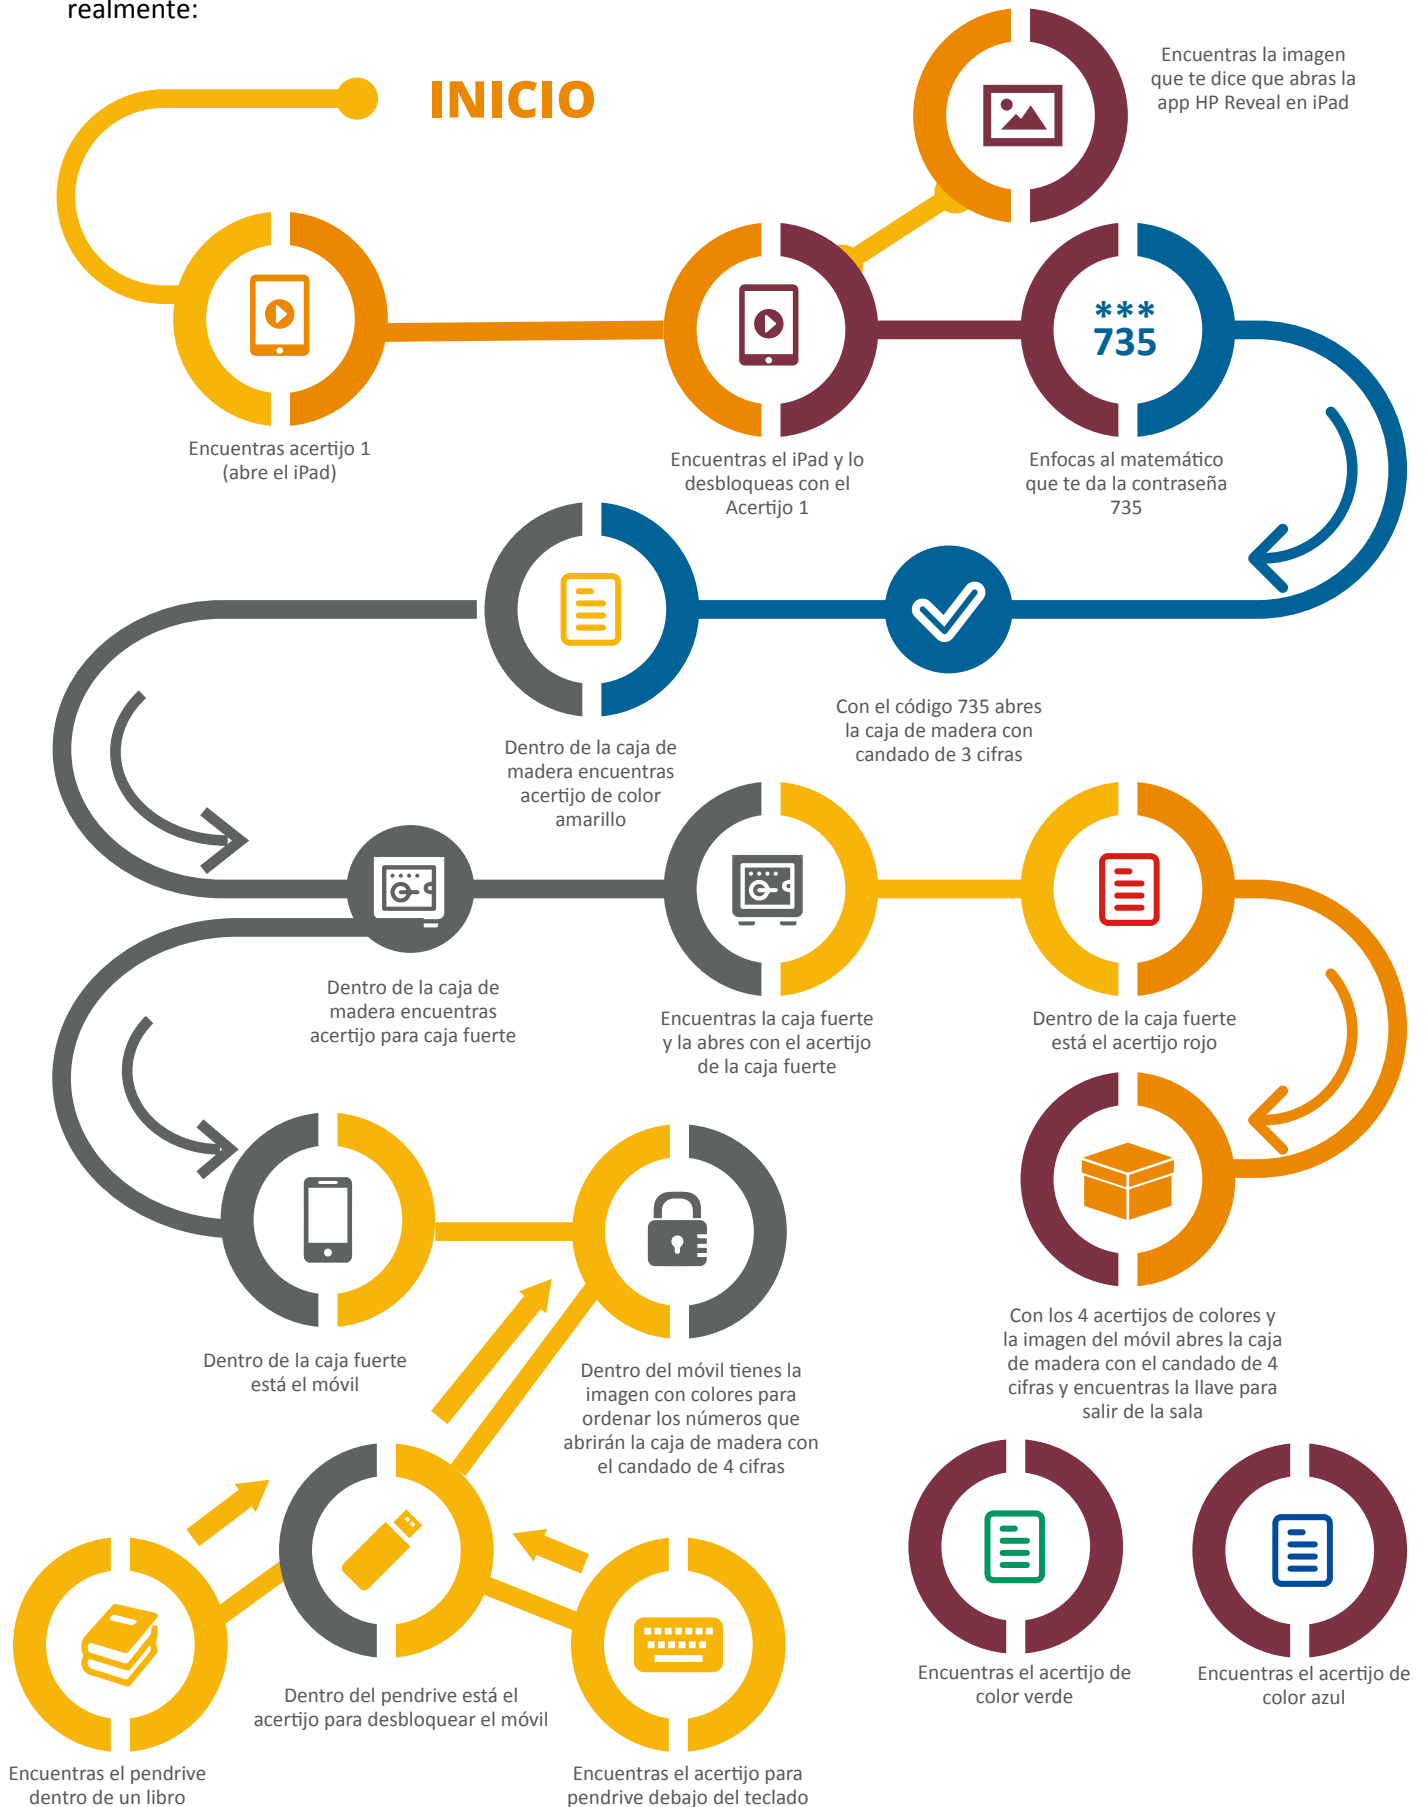 realmente:
INICIO
Encuentras la imagen
que te dice que abras la
app HP Reveal en iPad
Encuentras acertijo 1
(abre el iPad)
Encuentras el iPad y lo
desbloqueas con el
Acertijo 1
***
735
Enfocas al matemático
que te da la contraseña
735
Con el código 735 abres
la caja de madera con
candado de 3 cifras
Dentro de la caja de
madera encuentras
acertijo de color
amarillo
Dentro de la caja de
madera encuentras
acertijo para caja fuerte
Encuentras la caja fuerte
y la abres con el acertijo
de la caja fuerte
Dentro de la caja fuerte
está el acertijo rojo
Dentro de la caja fuerte
está el móvil
Dentro del móvil tienes la
imagen con colores para
ordenar los números que
abrirán la caja de madera con
el candado de 4 cifras
Con los 4 acertijos de colores y
la imagen del móvil abres la caja
de madera con el candado de 4
cifras y encuentras la llave para
salir de la sala
Encuentras el pendrive
dentro de un libro
Dentro del pendrive está el
acertijo para desbloquear el móvil
Encuentras el acertijo para
pendrive debajo del teclado
Encuentras el acertijo de
color verde
Encuentras el acertijo de
color azul